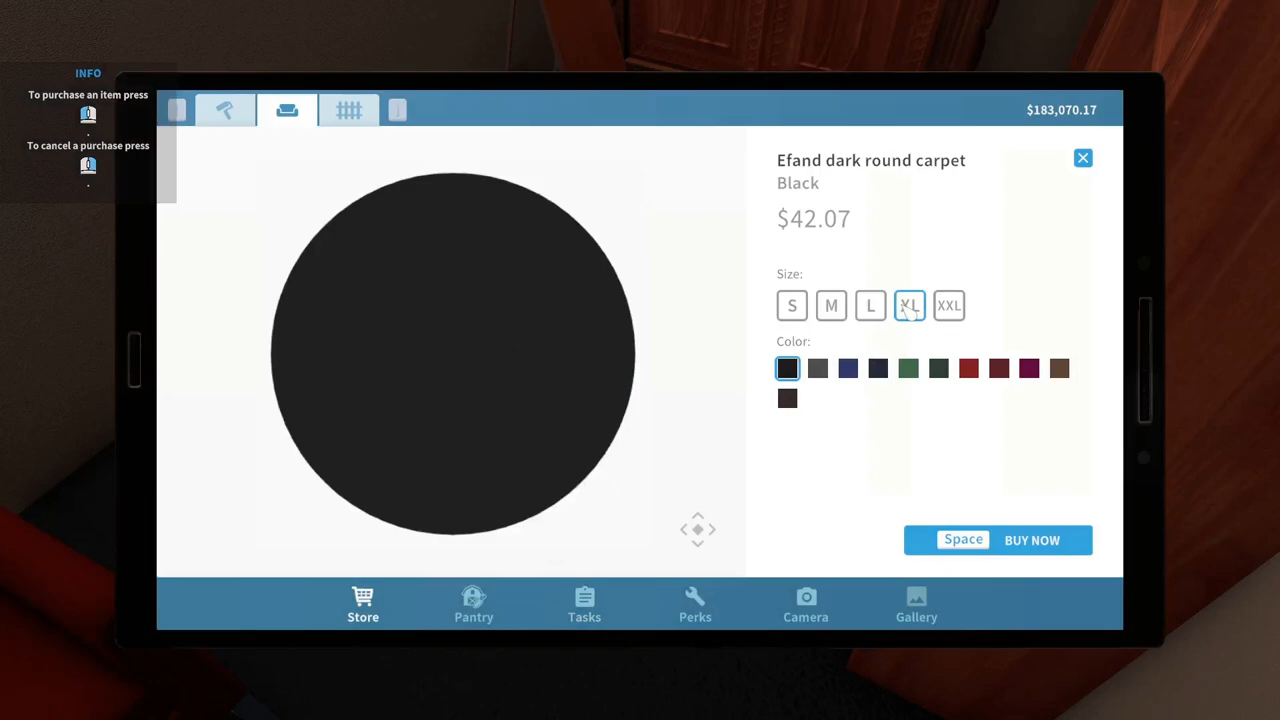 INFO
To purchase an item press
.
To cancel a purchase press
.
$183,070.17
Efand dark round carpet
Black
$42.07
Size:
S M L XL XXL
Color:
Space BUY NOW
Store Pantry Tasks Perks Camera Gallery